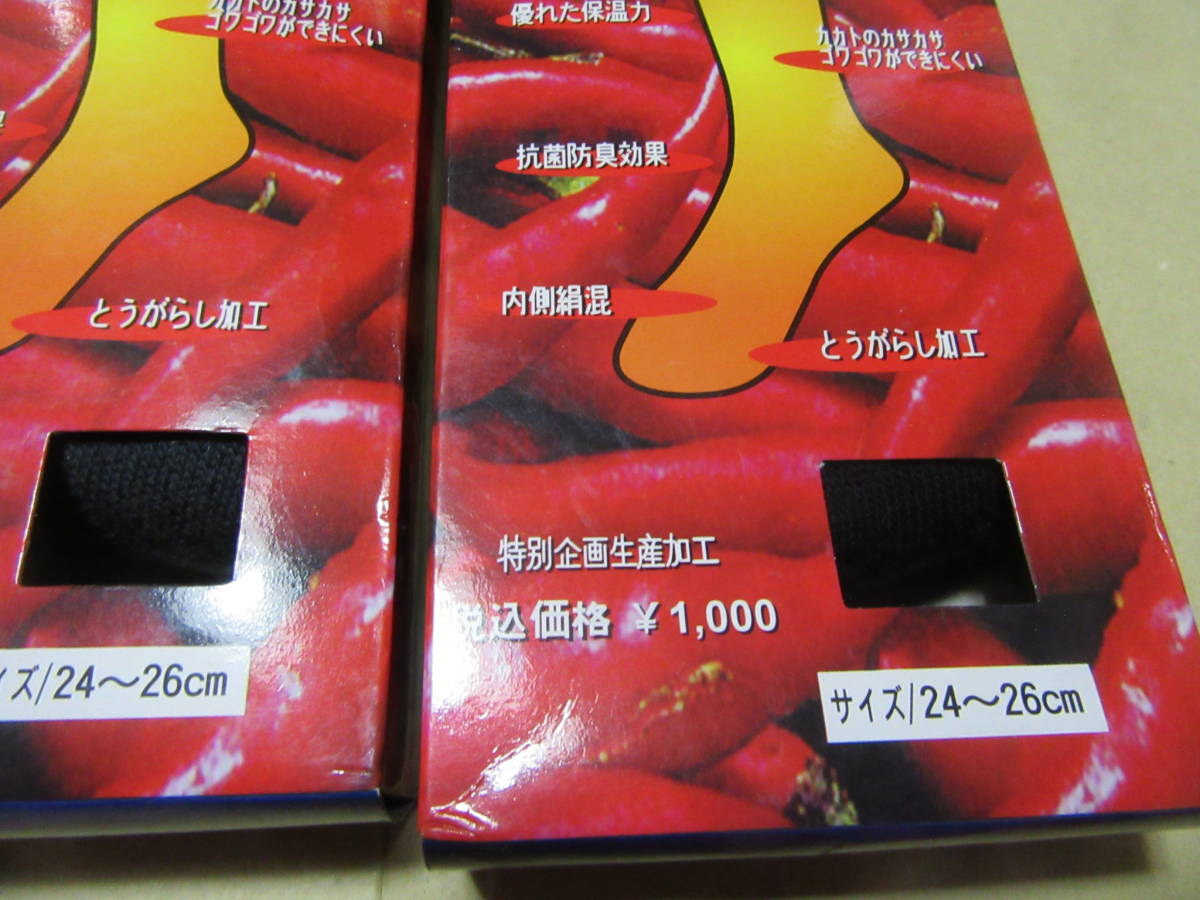 カカトのカサカサ
ゴワゴワができにくい
とうがらし加工
イズ/24～26cm
優れた保温力
カカトのカサカサ
ゴワゴワができにくい
抗菌防臭効果
内側絹混
とうがらし加工
特別企画生産加工
税込価格 ￥1,000
サイズ/24～26cm